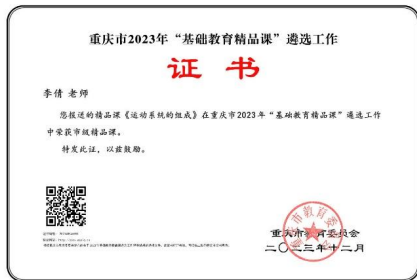 重庆市2023年“基础教育精品课”遴选工作
证 书
李倩 老师
您报送的精品课《运动系统的组成》在重庆市2023年“基础教育精品课”遴选工作
中荣获市级精品课。
特发此证，以兹鼓励。
重庆市教育委员会
二〇二三年十二月